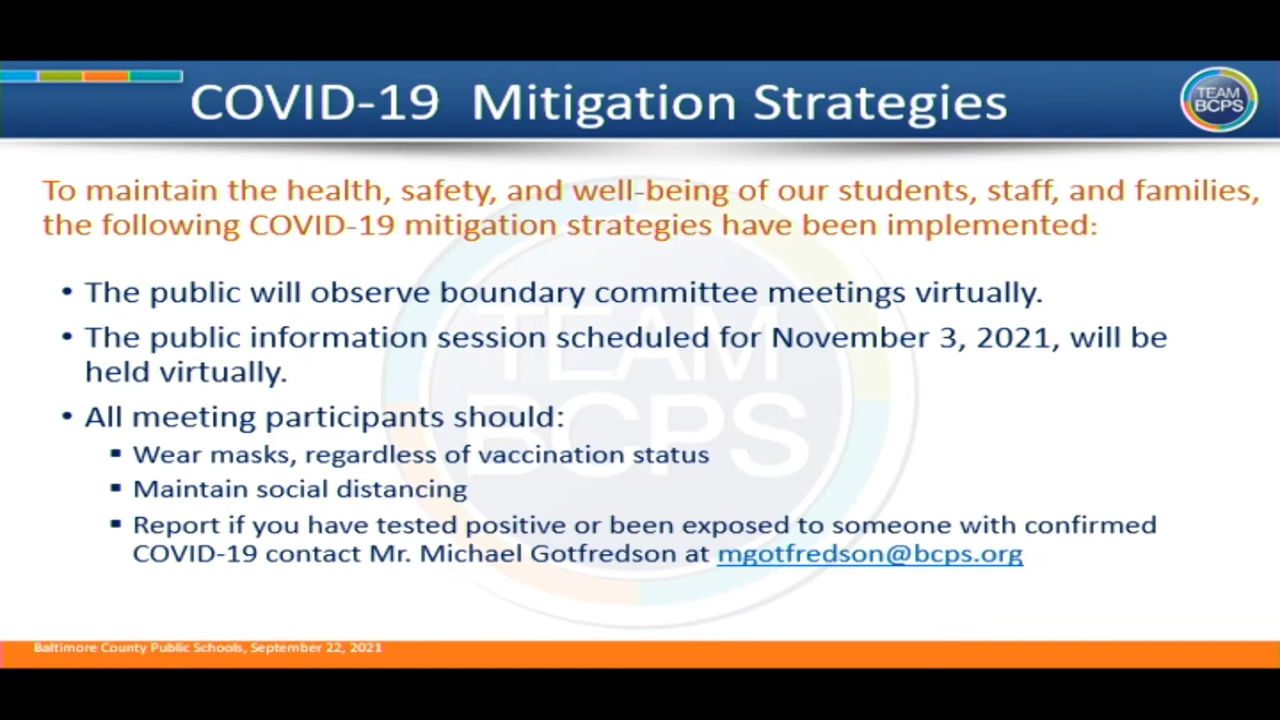 COVID-19 Mitigation Strategies
TEAM
BCPS
To maintain the health, safety, and well-being of our students, staff, and families,
the following COVID-19 mitigation strategies have been implemented:
• The public will observe boundary committee meetings virtually.
• The public information session scheduled for November 3, 2021, will be
held virtually.
• All meeting participants should:
▪ Wear masks, regardless of vaccination status
▪ Maintain social distancing
▪ Report if you have tested positive or been exposed to someone with confirmed
COVID-19 contact Mr. Michael Gotfredson at mgotfredson@bcps.org
TEAM
BCPS
Baltimore County Public Schools, September 22, 2021